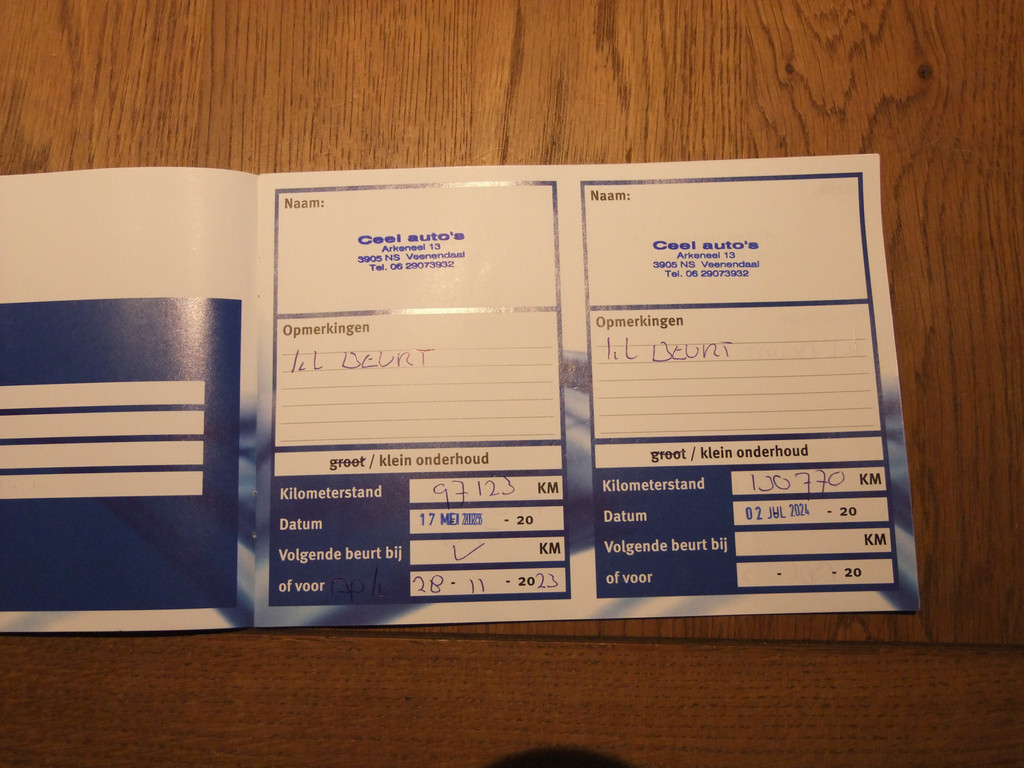 Naam:
Ceel auto's
Arkeneel 13
3905 NS Veenendaal
Tel. 06 29073932
Opmerkingen
KL BEURT
groot / klein onderhoud
Kilometerstand 97123 KM
Datum 17 MEI 2023 - 20
Volgende beurt bij KM
of voor 28 - 11 - 2023
Naam:
Ceel auto's
Arkeneel 13
3905 NS Veenendaal
Tel. 06 29073932
Opmerkingen
KL BEURT
groot / klein onderhoud
Kilometerstand 100770 KM
Datum 02 JUL 2024 - 20
Volgende beurt bij KM
of voor - - 20